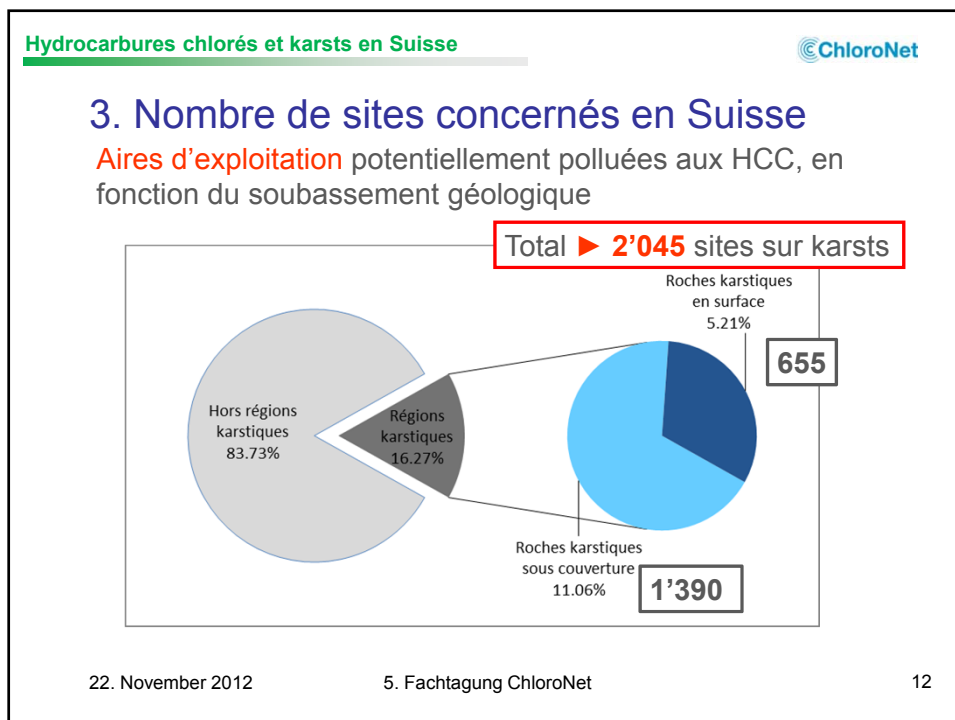 Hydrocarbures chlorés et karsts en Suisse
ChloroNet
3. Nombre de sites concernés en Suisse
Aires d’exploitation potentiellement polluées aux HCC, en
fonction du soubassement géologique
Total ► 2’045 sites sur karsts
Roches karstiques
en surface
5.21%
655
Hors régions
karstiques
83.73%
Régions
karstiques
16.27%
Roches karstiques
sous couverture
11.06%
1’390
22. November 2012
5. Fachtagung ChloroNet
12